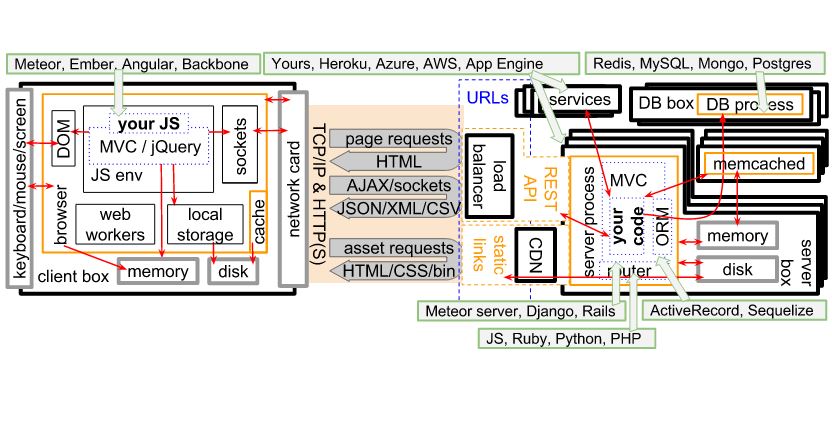 Meteor, Ember, Angular, Backbone
Yours, Heroku, Azure, AWS, App Engine
Redis, MySQL, Mongo, Postgres
keyboard/mouse/screen
DOM
your JS
MVC / jQuery
JS env
sockets
web
workers
local
storage
cache
browser
client box
memory
disk
network card
TCP/IP & HTTP(S)
page requests
HTML
AJAX/sockets
JSON/XML/CSV
asset requests
HTML/CSS/bin
URLs
load
balancer
REST
API
static
links
CDN
services
DB box
DB process
memcached
server process
MVC
your
code
ORM
router
memory
disk
server
box
Meteor server, Django, Rails
ActiveRecord, Sequelize
JS, Ruby, Python, PHP